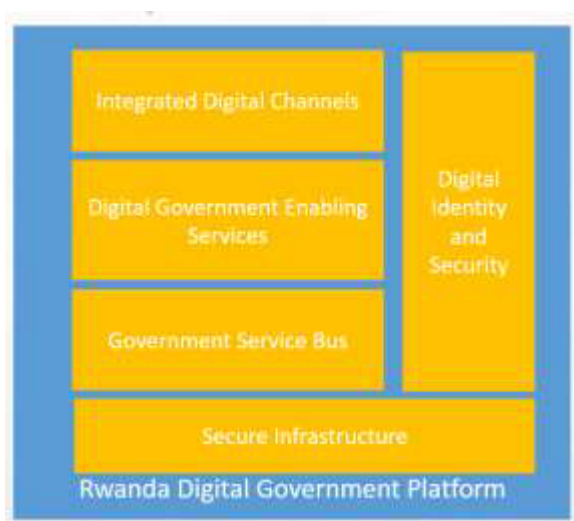 Integrated Digital Channels
Digital Government Enabling
Services
Digital
Identity
and
Security
Government Service Bus
Secure Infrastructure
Rwanda Digital Government Platform